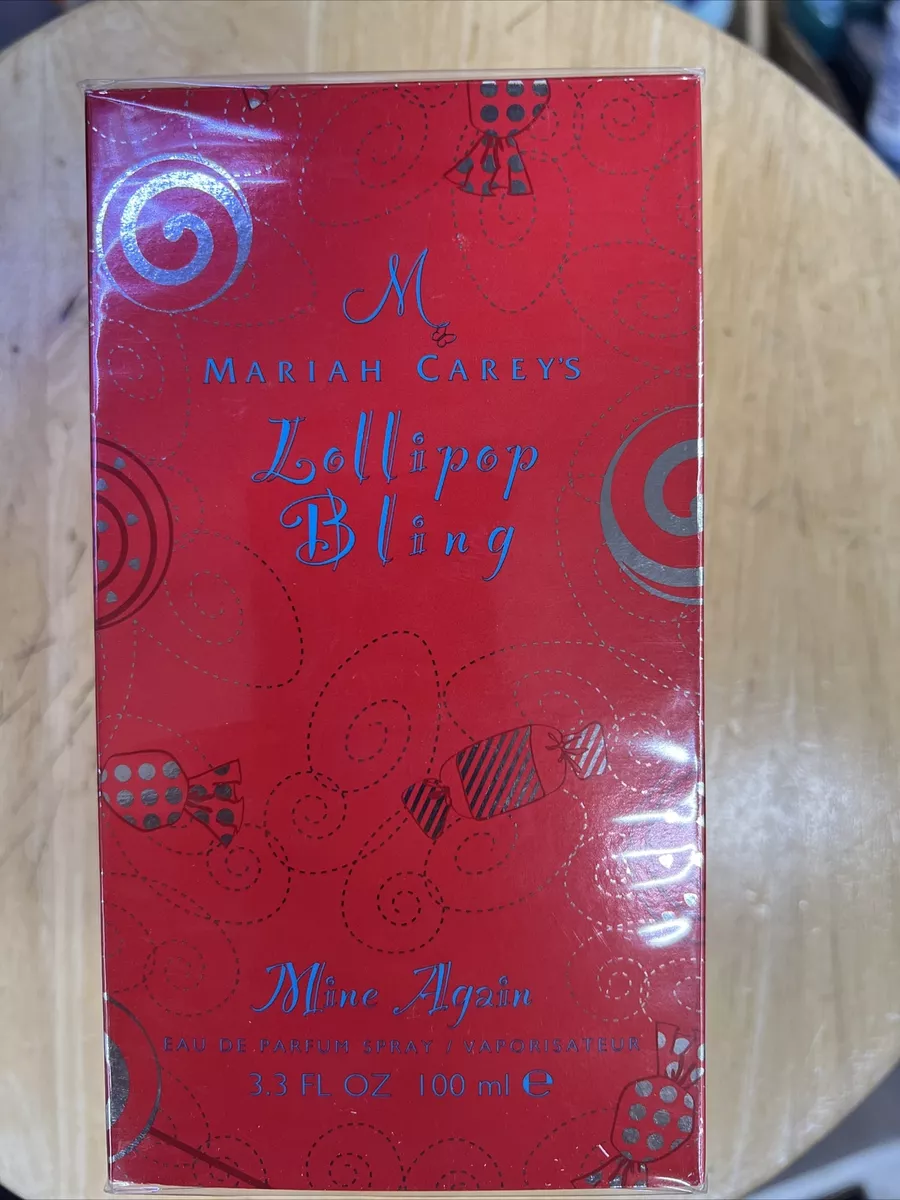 M
MARIAH CAREY'S
Lollipop
Bling
Mine Again
EAU DE PARFUM SPRAY / VAPORISATEUR
3.3 FL OZ 100 ml ℮